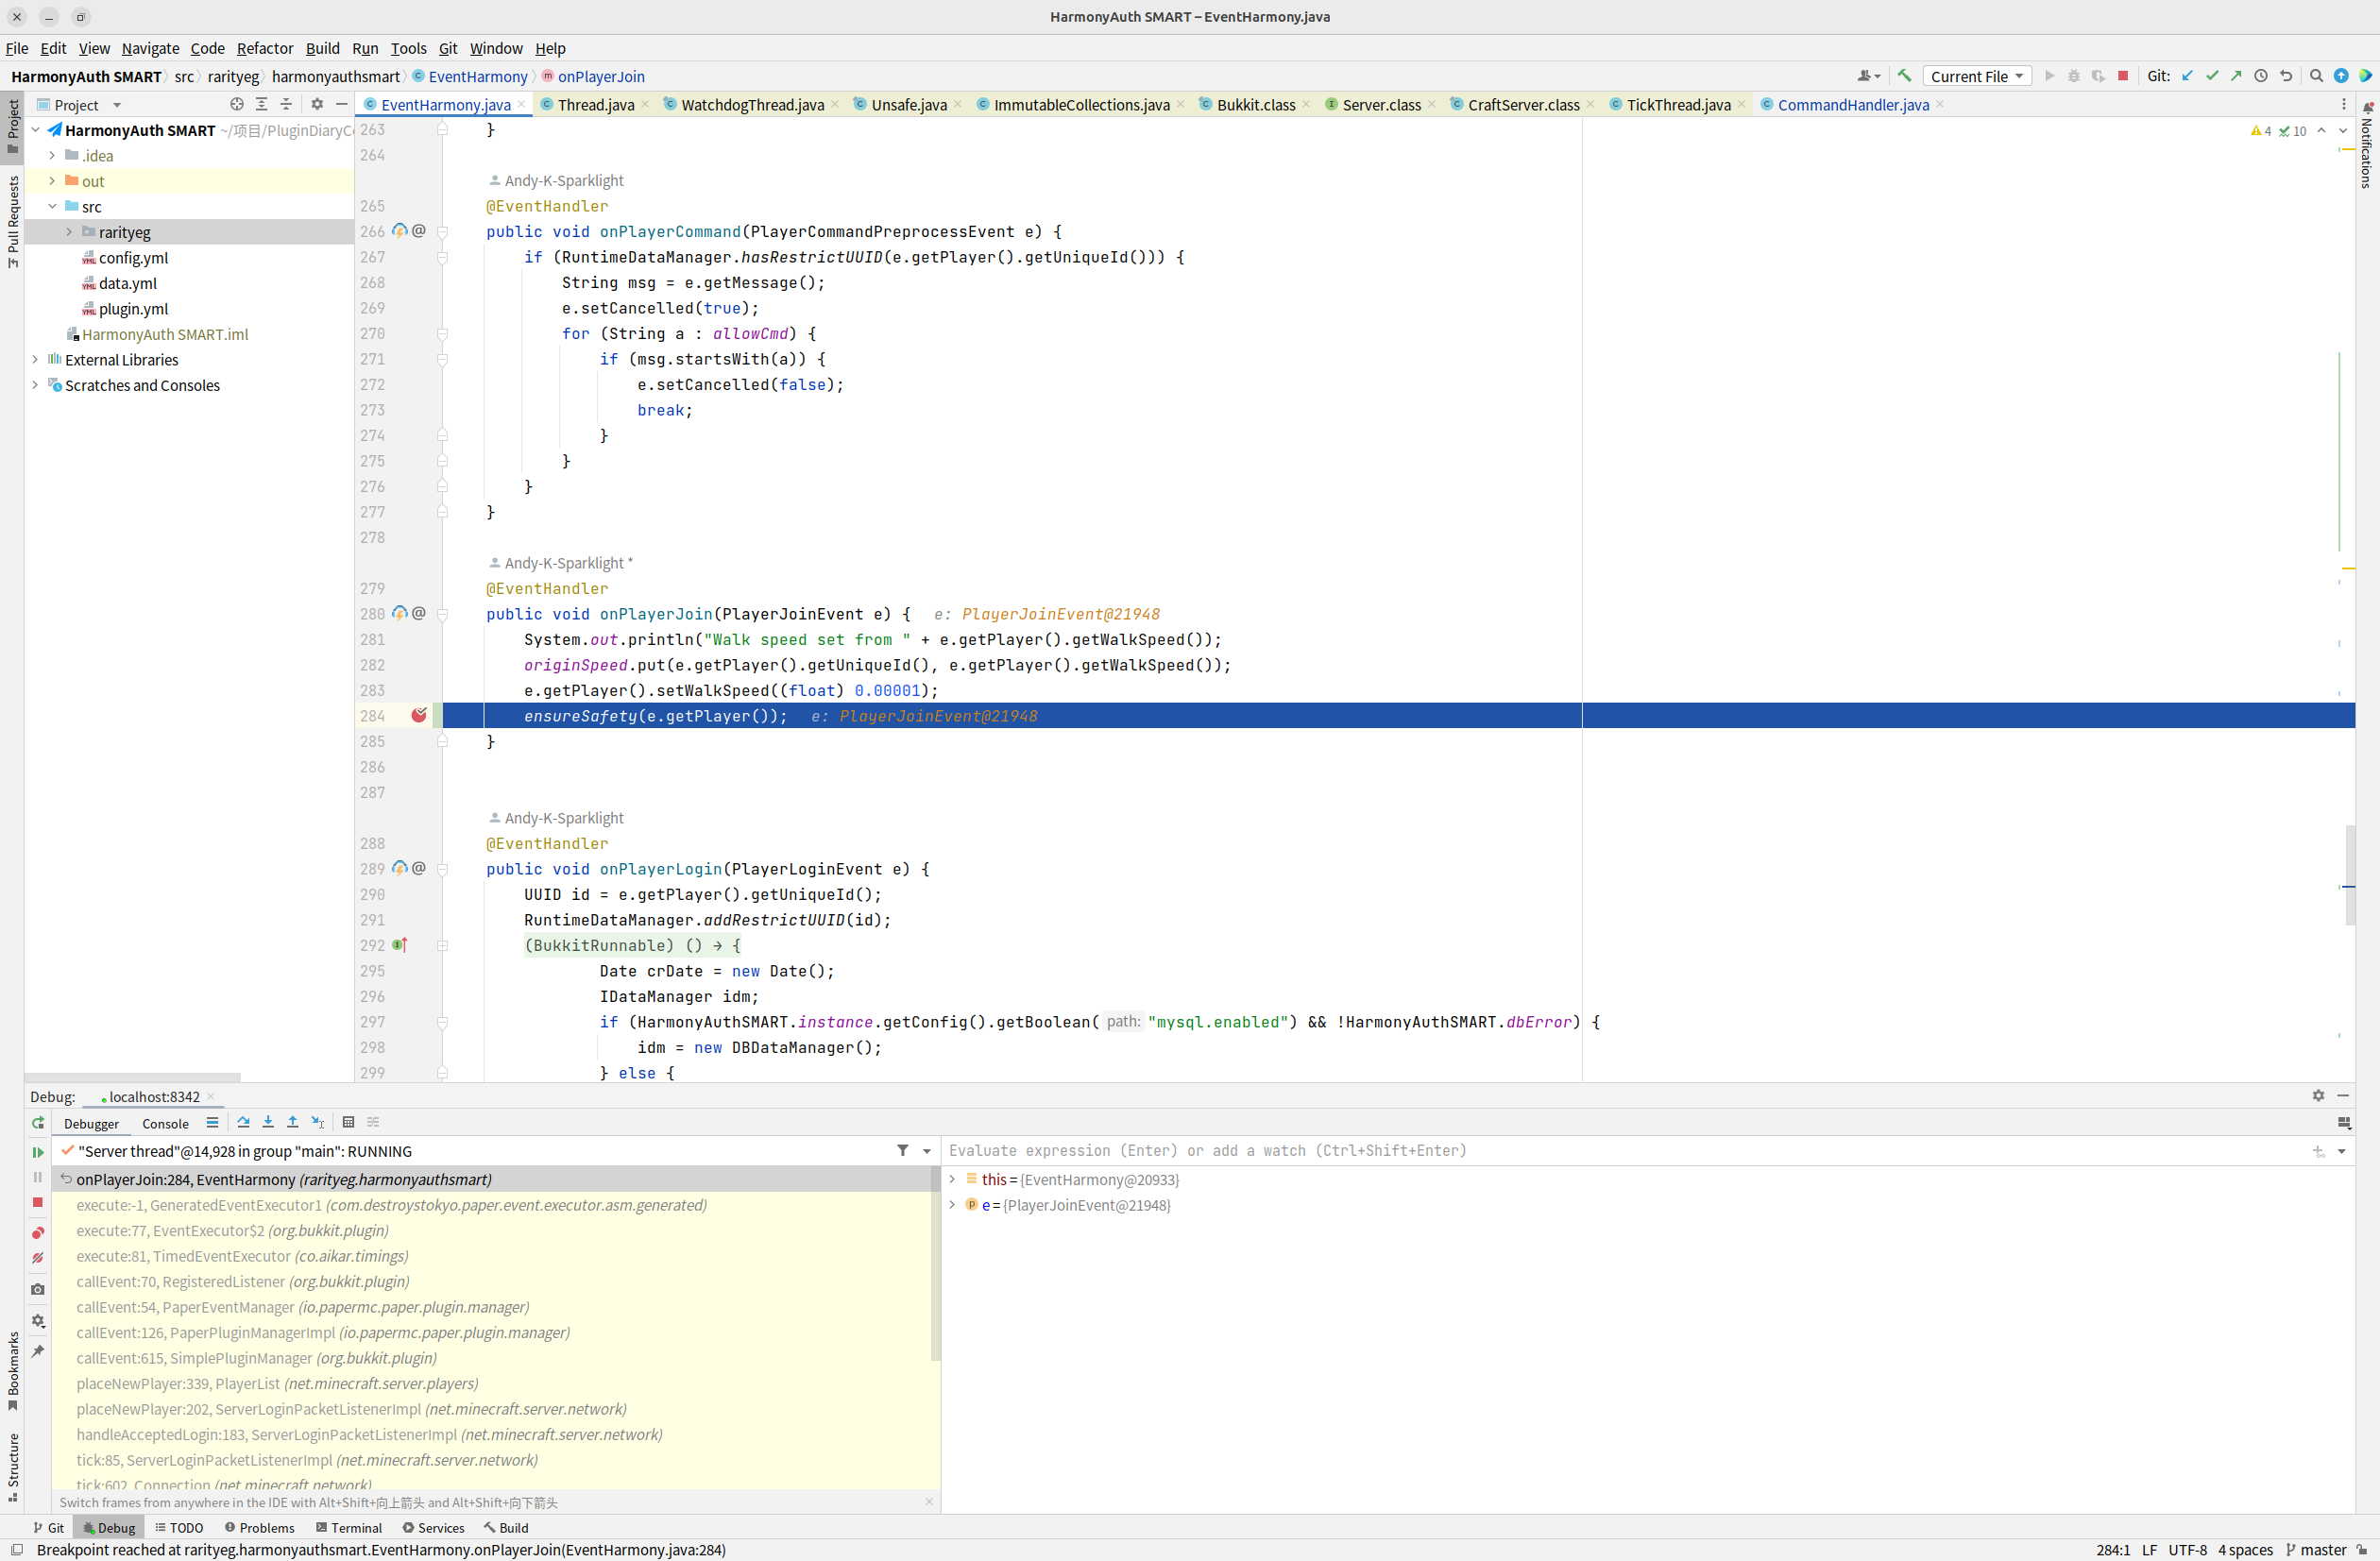 HarmonyAuth SMART – EventHarmony.java
File Edit View Navigate Code Refactor Build Run Tools Git Window Help
HarmonyAuth SMART src rarityeg harmonyauthsmart EventHarmony onPlayerJoin Current File Git:
Project
EventHarmony.java Thread.java WatchdogThread.java Unsafe.java ImmutableCollections.java Bukkit.class Server.class CraftServer.class TickThread.java CommandHandler.java
HarmonyAuth SMART ~/项目/PluginDiaryC
.idea
out
src
rarityeg
config.yml
data.yml
plugin.yml
HarmonyAuth SMART.iml
External Libraries
Scratches and Consoles
Project
Pull Requests
Bookmarks
Structure
Notifications
4 10
263 }
264
Andy-K-Sparklight
265 @EventHandler
266 @ public void onPlayerCommand(PlayerCommandPreprocessEvent e) {
267 if (RuntimeDataManager.hasRestrictUUID(e.getPlayer().getUniqueId())) {
268 String msg = e.getMessage();
269 e.setCancelled(true);
270 for (String a : allowCmd) {
271 if (msg.startsWith(a)) {
272 e.setCancelled(false);
273 break;
274 }
275 }
276 }
277 }
278
Andy-K-Sparklight *
279 @EventHandler
280 @ public void onPlayerJoin(PlayerJoinEvent e) { e: PlayerJoinEvent@21948
281 System.out.println("Walk speed set from " + e.getPlayer().getWalkSpeed());
282 originSpeed.put(e.getPlayer().getUniqueId(), e.getPlayer().getWalkSpeed());
283 e.getPlayer().setWalkSpeed((float) 0.00001);
284 ensureSafety(e.getPlayer()); e: PlayerJoinEvent@21948
285 }
286
287
Andy-K-Sparklight
288 @EventHandler
289 @ public void onPlayerLogin(PlayerLoginEvent e) {
290 UUID id = e.getPlayer().getUniqueId();
291 RuntimeDataManager.addRestrictUUID(id);
292 (BukkitRunnable) () → {
295 Date crDate = new Date();
296 IDataManager idm;
297 if (HarmonyAuthSMART.instance.getConfig().getBoolean( path: "mysql.enabled") && !HarmonyAuthSMART.dbError) {
298 idm = new DBDataManager();
299 } else {
Debug: localhost:8342
Debugger Console
"Server thread"@14,928 in group "main": RUNNING
onPlayerJoin:284, EventHarmony (rarityeg.harmonyauthsmart)
execute:-1, GeneratedEventExecutor1 (com.destroystokyo.paper.event.executor.asm.generated)
execute:77, EventExecutor$2 (org.bukkit.plugin)
execute:81, TimedEventExecutor (co.aikar.timings)
callEvent:70, RegisteredListener (org.bukkit.plugin)
callEvent:54, PaperEventManager (io.papermc.paper.plugin.manager)
callEvent:126, PaperPluginManagerImpl (io.papermc.paper.plugin.manager)
callEvent:615, SimplePluginManager (org.bukkit.plugin)
placeNewPlayer:339, PlayerList (net.minecraft.server.players)
placeNewPlayer:202, ServerLoginPacketListenerImpl (net.minecraft.server.network)
handleAcceptedLogin:183, ServerLoginPacketListenerImpl (net.minecraft.server.network)
tick:85, ServerLoginPacketListenerImpl (net.minecraft.server.network)
tick:602, Connection (net.minecraft.network)
Switch frames from anywhere in the IDE with Alt+Shift+向上箭头 and Alt+Shift+向下箭头
Evaluate expression (Enter) or add a watch (Ctrl+Shift+Enter)
this = {EventHarmony@20933}
e = {PlayerJoinEvent@21948}
Git Debug TODO Problems Terminal Services Build
Breakpoint reached at rarityeg.harmonyauthsmart.EventHarmony.onPlayerJoin(EventHarmony.java:284)
284:1 LF UTF-8 4 spaces master